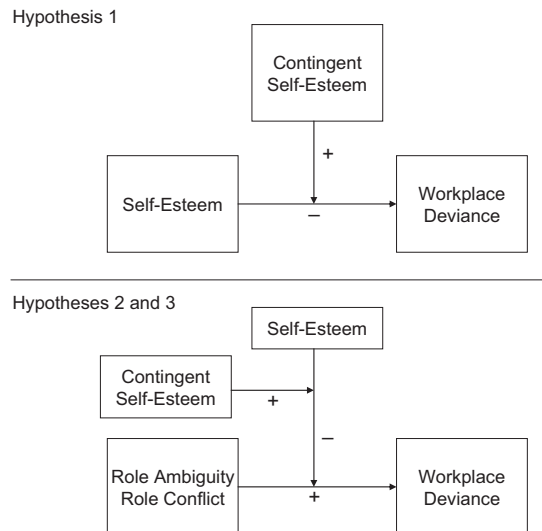 Hypothesis 1
Contingent
Self-Esteem
+
Self-Esteem
–
Workplace
Deviance
Hypotheses 2 and 3
Self-Esteem
Contingent
Self-Esteem
+
–
Role Ambiguity
Role Conflict
+
Workplace
Deviance